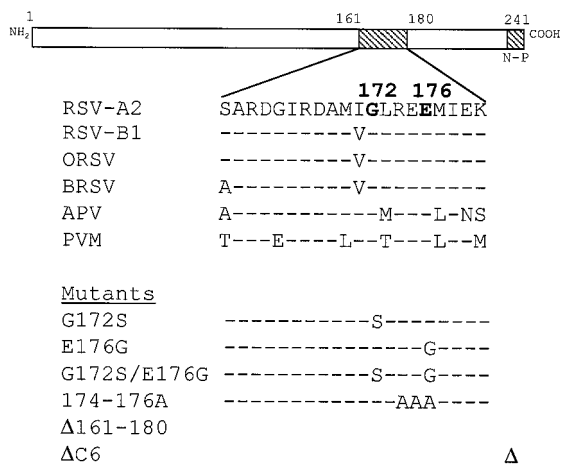 1 161 180 241
NH2 COOH
N-P
172 176
RSV-A2 SARDGIRDAMIGLREEMIEK
RSV-B1 ----------V---------
ORSV ----------V---------
BRSV A---------V---------
APV A-----------M---L-NS
PVM T---E----L--T---L--M
Mutants
G172S -----------S--------
E176G ---------------G----
G172S/E176G -----------S---G----
174-176A -------------AAA----
Δ161-180
ΔC6 Δ